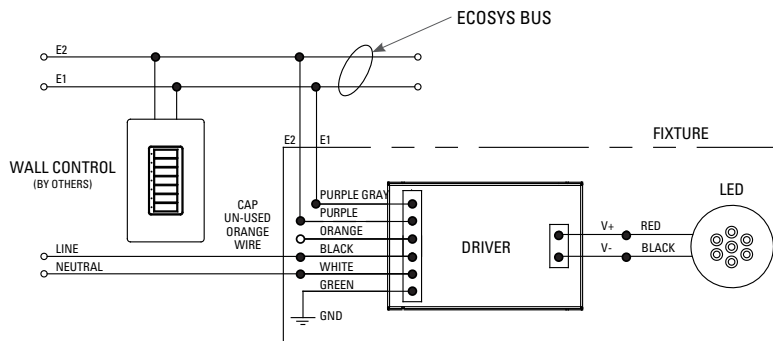 ECOSYS BUS
E2
E1
E2
E1
FIXTURE
WALL CONTROL
(BY OTHERS)
CAP
UN-USED
ORANGE
WIRE
PURPLE GRAY
PURPLE
ORANGE
BLACK
WHITE
GREEN
GND
LINE
NEUTRAL
DRIVER
V+
RED
V-
BLACK
LED